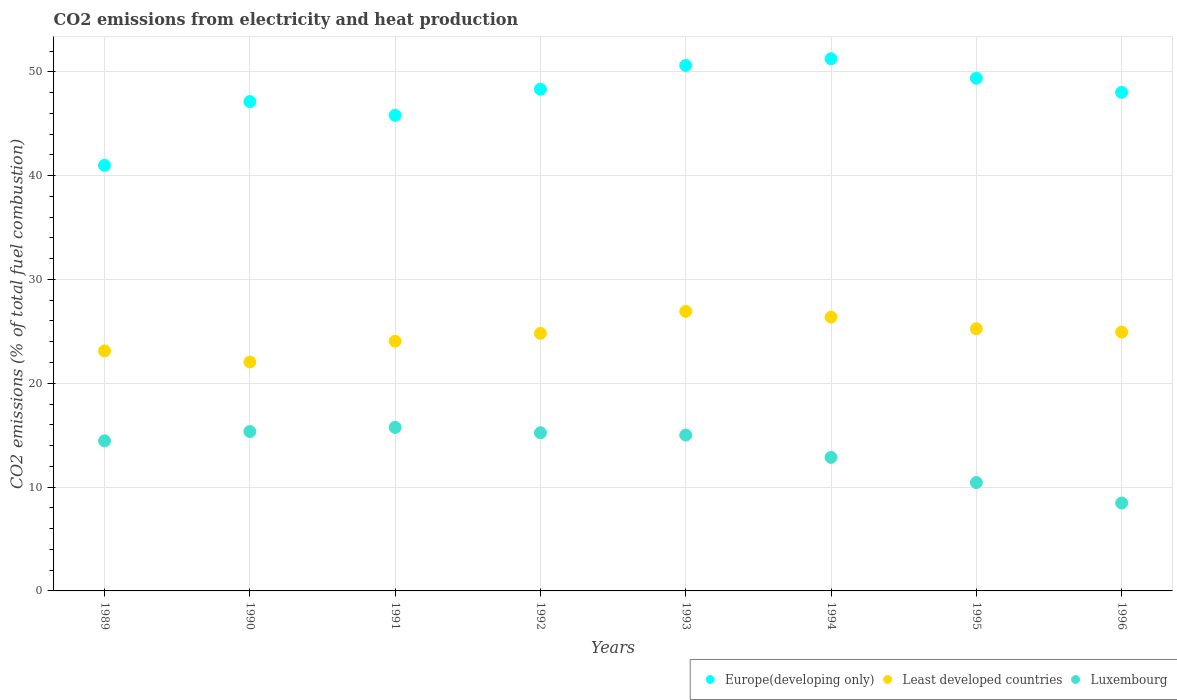 CO2 emissions from electricity and heat production
CO2 emissions (% of total fuel combustion)
50
40
30
20
10
0
1989
1990
1991
1992
1993
1994
1995
1996
Years
Europe(developing only)
Least developed countries
Luxembourg